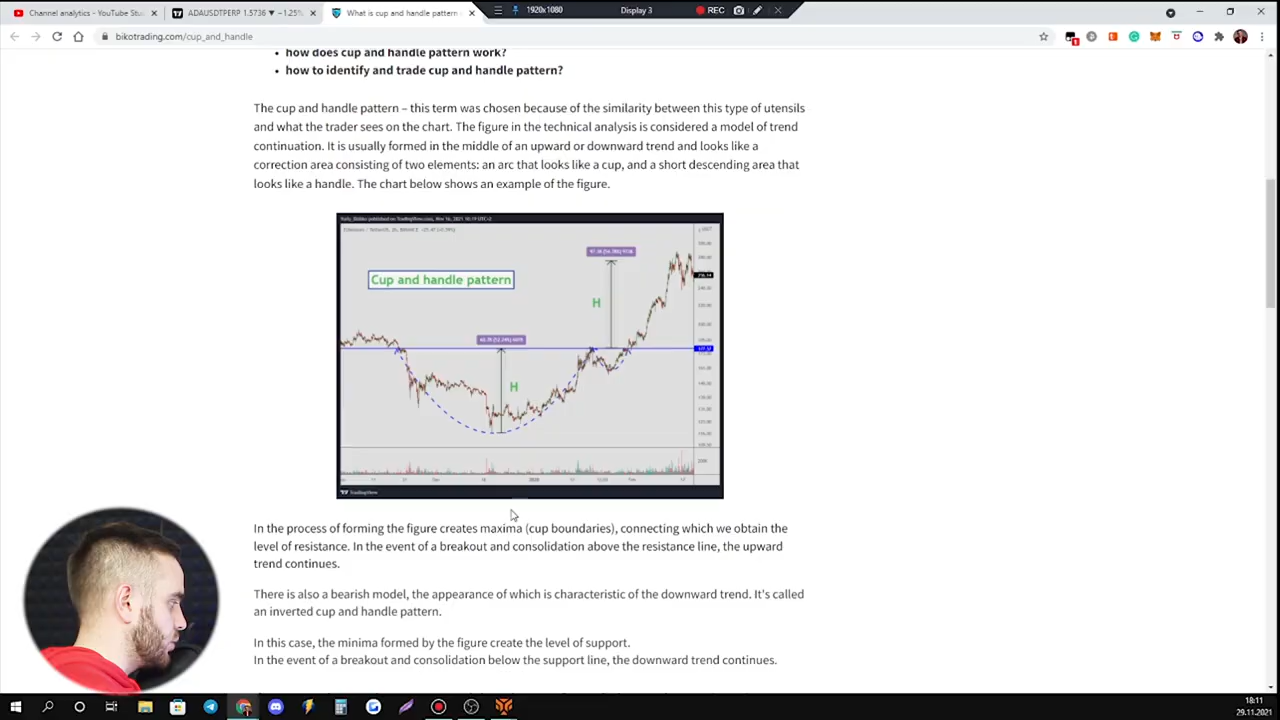 Channel analytics - YouTube Stu
ADAUSDTPERP 1.5736 ▼ −1.25%
What is cup and handle pattern
1920x1080
Display 3
REC
bikotrading.com/cup_and_handle
• how does cup and handle pattern work?
• how to identify and trade cup and handle pattern?
The cup and handle pattern – this term was chosen because of the similarity between this type of utensils
and what the trader sees on the chart. The figure in the technical analysis is considered a model of trend
continuation. It is usually formed in the middle of an upward or downward trend and looks like a
correction area consisting of two elements: an arc that looks like a cup, and a short descending area that
looks like a handle. The chart below shows an example of the figure.
Cup and handle pattern
H
H
TradingView
In the process of forming the figure creates maxima (cup boundaries), connecting which we obtain the
level of resistance. In the event of a breakout and consolidation above the resistance line, the upward
trend continues.
There is also a bearish model, the appearance of which is characteristic of the downward trend. It's called
an inverted cup and handle pattern.
In this case, the minima formed by the figure create the level of support.
In the event of a breakout and consolidation below the support line, the downward trend continues.
18:11
29.11.2021